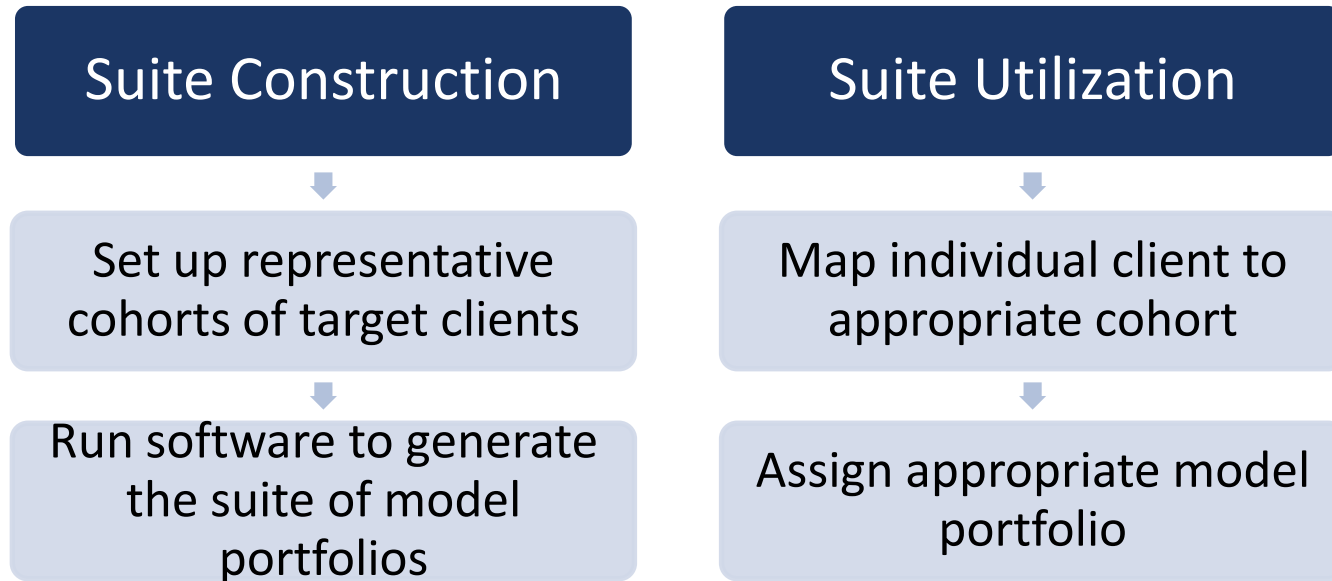 Suite Construction
Set up representative
cohorts of target clients
Run software to generate
the suite of model
portfolios
Suite Utilization
Map individual client to
appropriate cohort
Assign appropriate model
portfolio